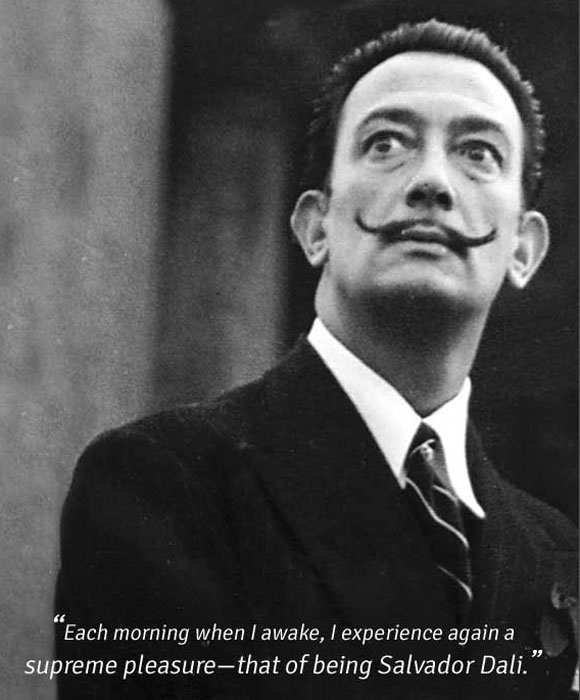 “Each morning when I awake, I experience again a
supreme pleasure—that of being Salvador Dali.”